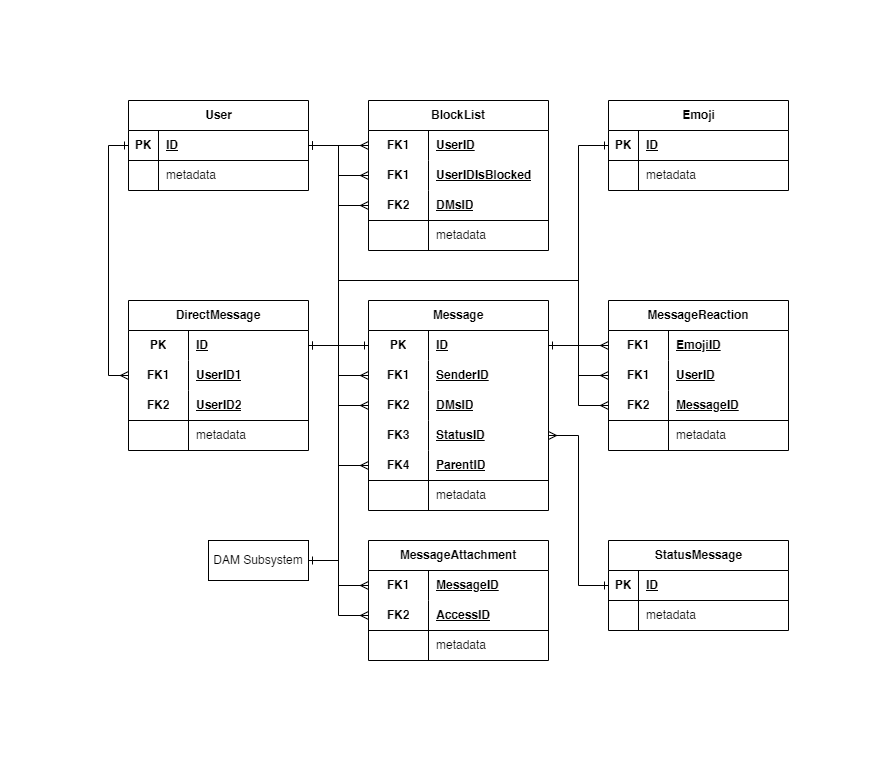 User
PK ID
metadata
BlockList
FK1 UserID
FK1 UserIDIsBlocked
FK2 DMsID
metadata
Emoji
PK ID
metadata
DirectMessage
PK ID
FK1 UserID1
FK2 UserID2
metadata
Message
PK ID
FK1 SenderID
FK2 DMsID
FK3 StatusID
FK4 ParentID
metadata
MessageReaction
FK1 EmojiID
FK1 UserID
FK2 MessageID
metadata
DAM Subsystem
MessageAttachment
FK1 MessageID
FK2 AccessID
metadata
StatusMessage
PK ID
metadata